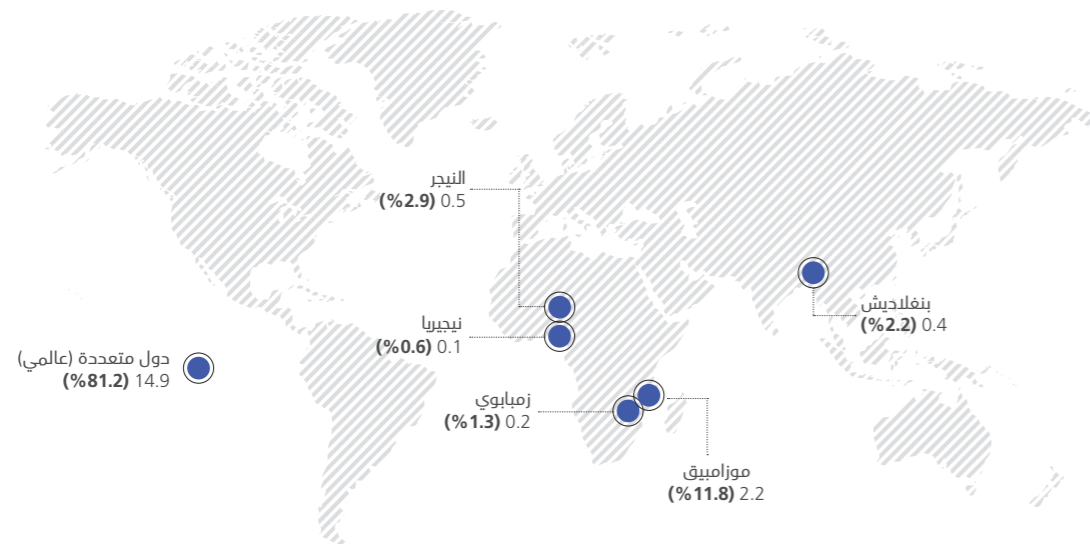 النيجر
0.5 (%2.9)
نيجيريا
0.1 (%0.6)
بنغلاديش
0.4 (%2.2)
دول متعددة (عالمي)
14.9 (%81.2)
زمبابوي
0.2 (%1.3)
موزامبيق
2.2 (%11.8)